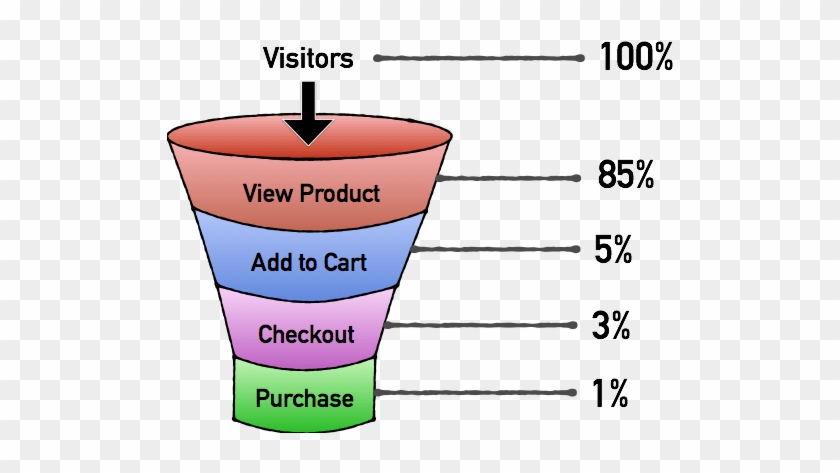 Visitors 100%
View Product 85%
Add to Cart 5%
Checkout 3%
Purchase 1%